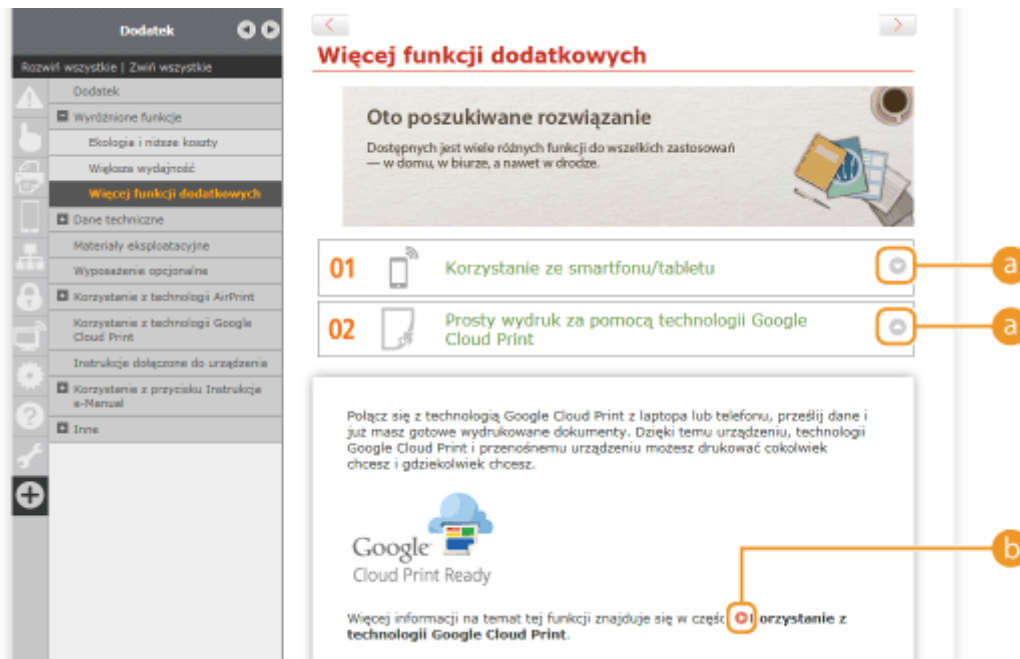 Dodatek
Rozwiń wszystkie | Zwiń wszystkie
Dodatek
Wyróżnione funkcje
Ekologia i niższe koszty
Większa wydajność
Więcej funkcji dodatkowych
Dane techniczne
Materiały eksploatacyjne
Wyposażenie opcjonalne
Korzystanie z technologii AirPrint
Korzystanie z technologii Google
Cloud Print
Instrukcje dołączone do urządzenia
Korzystanie z przycisku Instrukcje
e-Manual
Inne
Więcej funkcji dodatkowych
Oto poszukiwane rozwiązanie
Dostępnych jest wiele różnych funkcji do wszelkich zastosowań
— w domu, w biurze, a nawet w drodze.
01 Korzystanie ze smartfonu/tabletu
a
02 Prosty wydruk za pomocą technologii Google
Cloud Print
a
Połącz się z technologią Google Cloud Print z laptopa lub telefonu, prześlij dane i
już masz gotowe wydrukowane dokumenty. Dzięki temu urządzeniu, technologii
Google Cloud Print i przenośnemu urządzeniu możesz drukować cokolwiek
chcesz i gdziekolwiek chcesz.
Google
Cloud Print Ready
b
Więcej informacji na temat tej funkcji znajduje się w częśc orzystanie z
technologii Google Cloud Print.